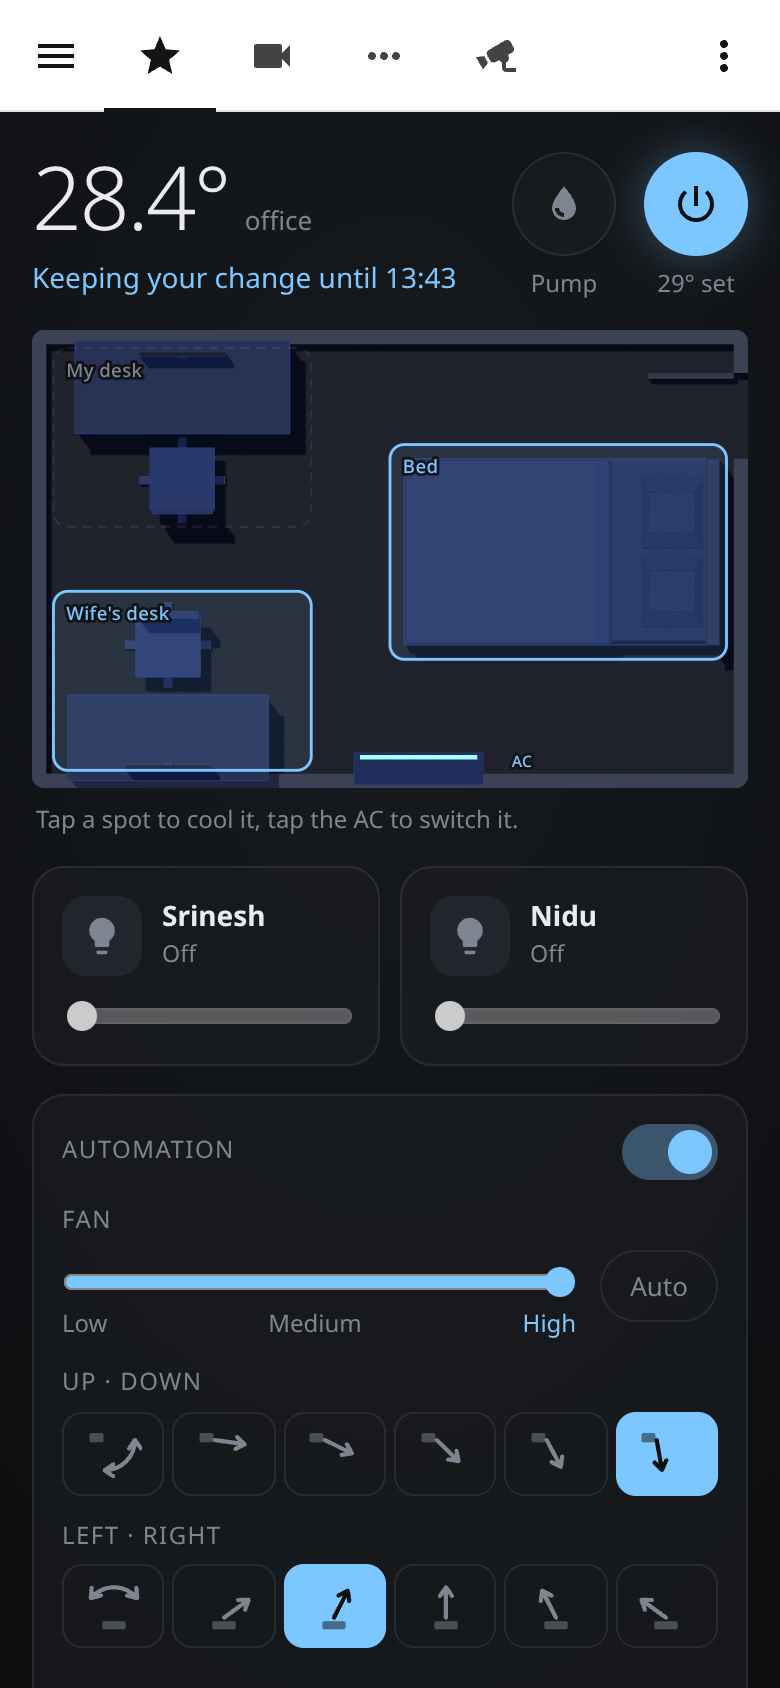 28.4° office
Keeping your change until 13:43
Pump
29° set
My desk
Bed
Wife's desk
AC
Tap a spot to cool it, tap the AC to switch it.
Srinesh
Off
Nidu
Off
AUTOMATION
FAN
Auto
Low Medium High
UP · DOWN
LEFT · RIGHT